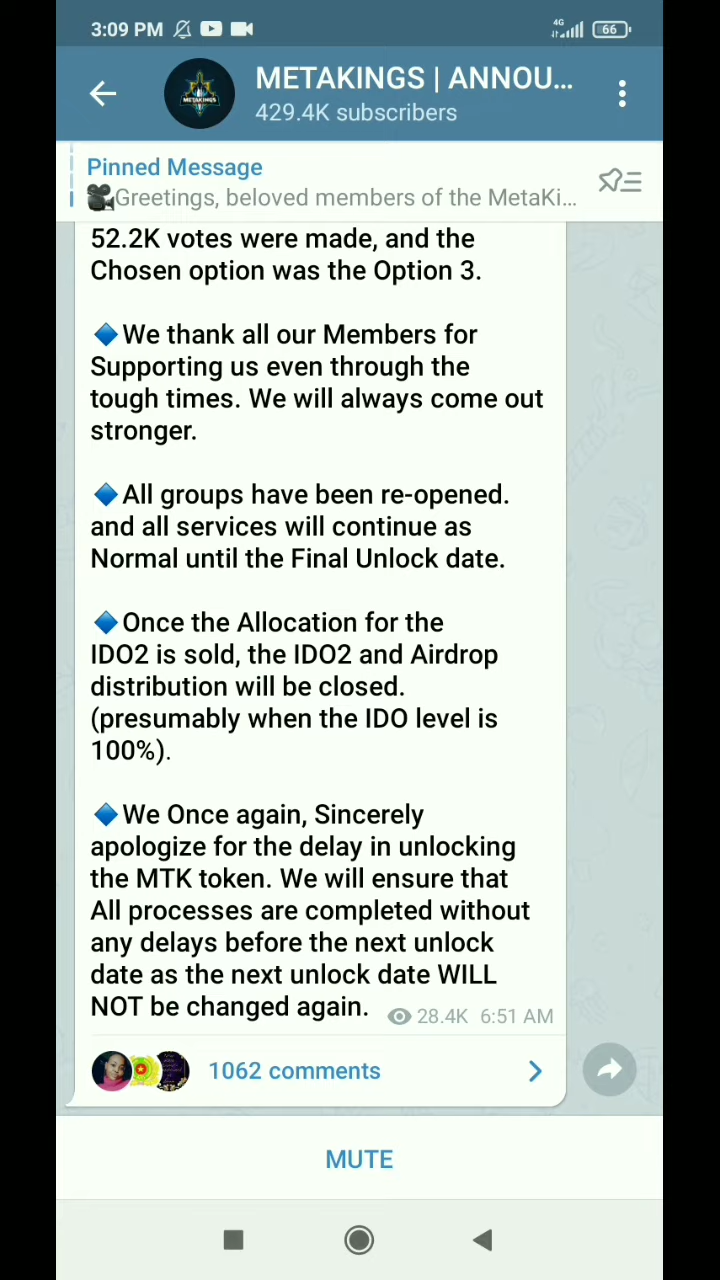 3:09 PM
4G
66
METAKINGS
METAKINGS | ANNOU...
429.4K subscribers
Pinned Message
🎥Greetings, beloved members of the MetaKi...
52.2K votes were made, and the
Chosen option was the Option 3.
🔷We thank all our Members for
Supporting us even through the
tough times. We will always come out
stronger.
🔷All groups have been re-opened.
and all services will continue as
Normal until the Final Unlock date.
🔷Once the Allocation for the
IDO2 is sold, the IDO2 and Airdrop
distribution will be closed.
(presumably when the IDO level is
100%).
🔷We Once again, Sincerely
apologize for the delay in unlocking
the MTK token. We will ensure that
All processes are completed without
any delays before the next unlock
date as the next unlock date WILL
NOT be changed again.
28.4K 6:51 AM
1062 comments
MUTE